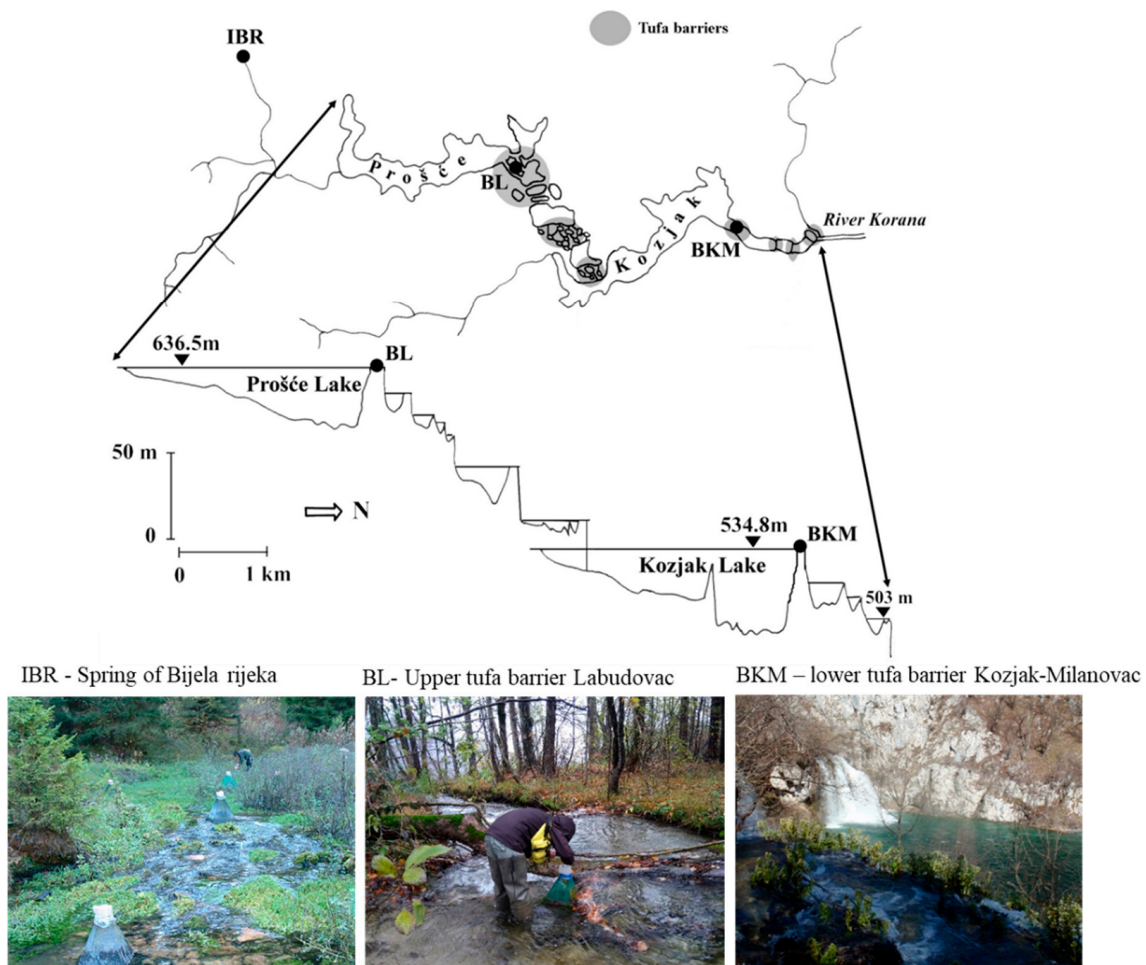 Tufa barriers
IBR
Prošće
BL
Kozjak
BKM
River Korana
636.5m
BL
Prošće Lake
50 m
0
N
0 1 km
534.8m
BKM
Kozjak Lake
503 m
IBR - Spring of Bijela rijeka
BL- Upper tufa barrier Labudovac
BKM – lower tufa barrier Kozjak-Milanovac